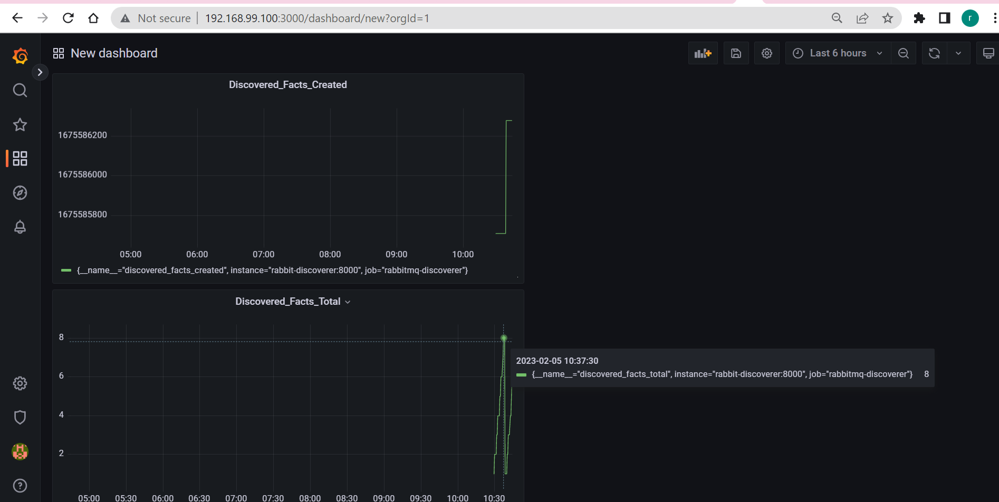 Not secure | 192.168.99.100:3000/dashboard/new?orgId=1
r
New dashboard
Last 6 hours
Discovered_Facts_Created
1675586200
1675586000
1675585800
05:00 06:00 07:00 08:00 09:00 10:00
{__name__="discovered_facts_created", instance="rabbit-discoverer:8000", job="rabbitmq-discoverer"}
Discovered_Facts_Total
8
6
4
2
2023-02-05 10:37:30
{__name__="discovered_facts_total", instance="rabbit-discoverer:8000", job="rabbitmq-discoverer"} 8
05:00 05:30 06:00 06:30 07:00 07:30 08:00 08:30 09:00 09:30 10:00 10:30